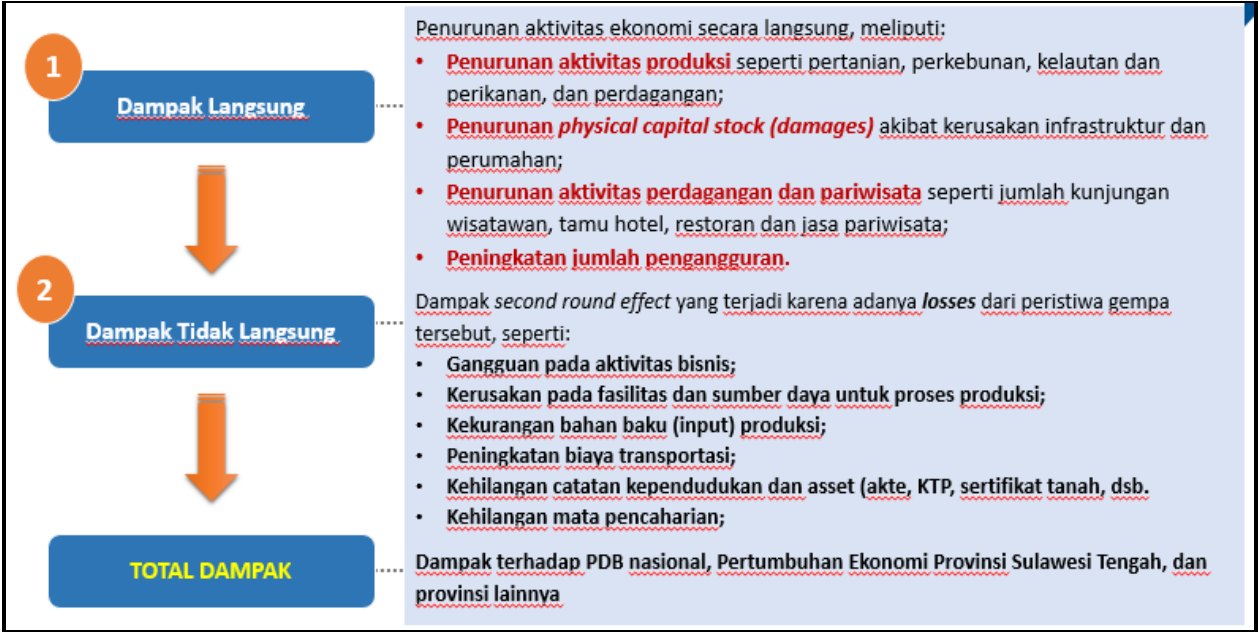 1
Dampak Langsung
Penurunan aktivitas ekonomi secara langsung, meliputi:
• Penurunan aktivitas produksi seperti pertanian, perkebunan, kelautan dan
perikanan, dan perdagangan;
• Penurunan physical capital stock (damages) akibat kerusakan infrastruktur dan
perumahan;
• Penurunan aktivitas perdagangan dan pariwisata seperti jumlah kunjungan
wisatawan, tamu hotel, restoran dan jasa pariwisata;
• Peningkatan jumlah pengangguran.
2
Dampak Tidak Langsung
Dampak second round effect yang terjadi karena adanya losses dari peristiwa gempa
tersebut, seperti:
• Gangguan pada aktivitas bisnis;
• Kerusakan pada fasilitas dan sumber daya untuk proses produksi;
• Kekurangan bahan baku (input) produksi;
• Peningkatan biaya transportasi;
• Kehilangan catatan kependudukan dan asset (akte, KTP, sertifikat tanah, dsb.
• Kehilangan mata pencaharian;
TOTAL DAMPAK
Dampak terhadap PDB nasional, Pertumbuhan Ekonomi Provinsi Sulawesi Tengah, dan
provinsi lainnya